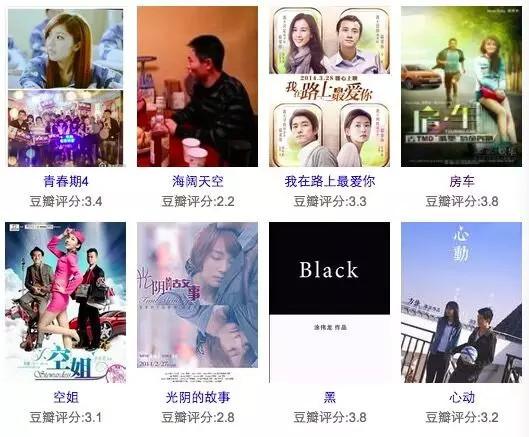 2014.3.28 随心上映
我在路上最爱你
房车
青春期4
海阔天空
我在路上最爱你
房车
豆瓣评分:3.4
豆瓣评分:2.2
豆瓣评分:3.3
豆瓣评分:3.8
空姐
光阴的故事
2014/2/27
Black
涂伟龙 作品
心動
空姐
光阴的故事
黑
心动
豆瓣评分:3.1
豆瓣评分:2.8
豆瓣评分:3.8
豆瓣评分:3.2